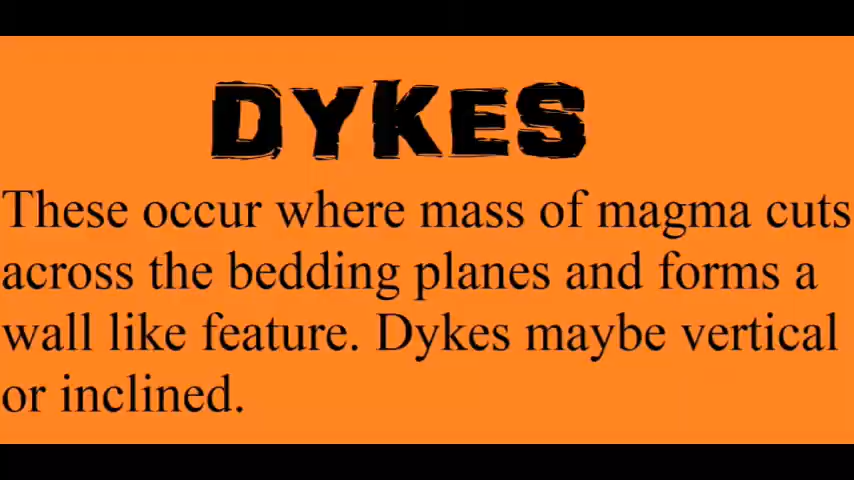 DYKES
These occur where mass of magma cuts
across the bedding planes and forms a
wall like feature. Dykes maybe vertical
or inclined.